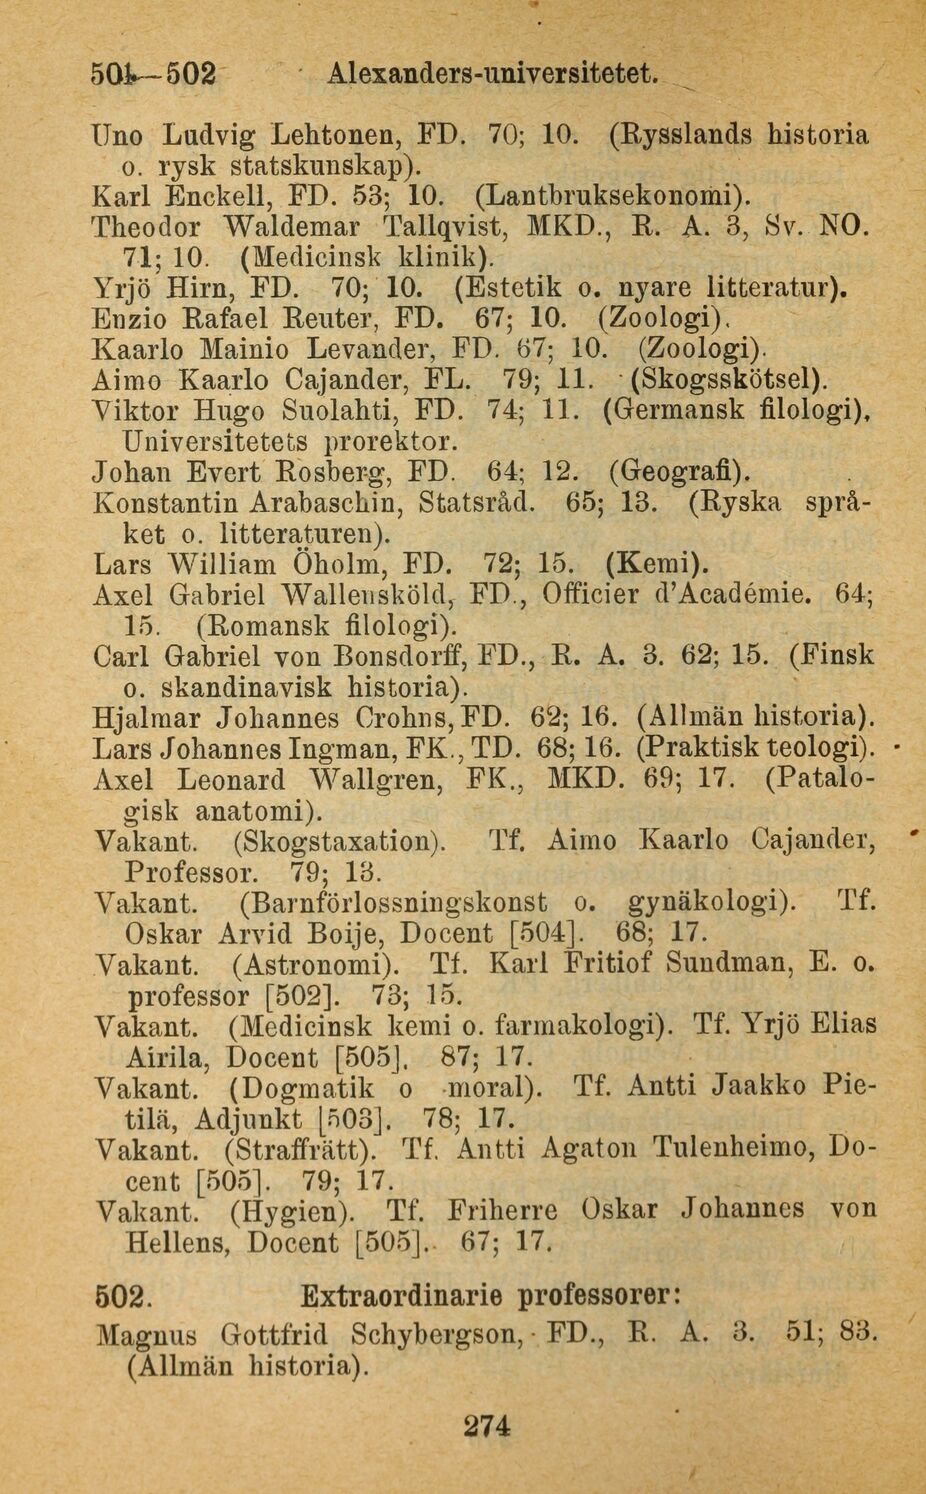 501—502 Alexanders-universitetet.
Uno Ludvig Lehtonen, FD. 70; 10. (Rysslands historia
o. rysk statskunskap).
Karl Enckell, FD. 53; 10. (Lantbruksekonomi).
Theodor Waldemar Tallqvist, MKD., R. A. 3, Sv. NO.
71; 10. (Medicinsk klinik).
Yrjö Hirn, FD. 70; 10. (Estetik o. nyare litteratur).
Enzio Rafael Reuter, FD. 67; 10. (Zoologi).
Kaarlo Mainio Levander, FD. 67; 10. (Zoologi).
Aimo Kaarlo Cajander, FL. 79; 11. (Skogsskötsel).
Viktor Hugo Suolahti, FD. 74; 11. (Germansk filologi),
Universitetets prorektor.
Johan Evert Rosberg, FD. 64; 12. (Geografi).
Konstantin Arabaschin, Statsråd. 65; 13. (Ryska språ-
ket o. litteraturen).
Lars William Öholm, FD. 72; 15. (Kemi).
Axel Gabriel Wallensköld, FD., Officier d'Académie. 64;
15. (Romansk filologi).
Carl Gabriel von Bonsdorff, FD., R. A. 3. 62; 15. (Finsk
o. skandinavisk historia).
Hjalmar Johannes Crohns, FD. 62; 16. (Allmän historia).
Lars Johannes Ingman, FK., TD. 68; 16. (Praktisk teologi).
Axel Leonard Wallgren, FK., MKD. 69; 17. (Patalo-
gisk anatomi).
Vakant. (Skogstaxation). Tf. Aimo Kaarlo Cajander,
Professor. 79; 13.
Vakant. (Barnförlossningskonst o. gynäkologi). Tf.
Oskar Arvid Boije, Docent [504]. 68; 17.
Vakant. (Astronomi). Tf. Karl Fritiof Sundman, E. o.
professor [502]. 73; 15.
Vakant. (Medicinsk kemi o. farmakologi). Tf. Yrjö Elias
Airila, Docent [505]. 87; 17.
Vakant. (Dogmatik o moral). Tf. Antti Jaakko Pie-
tilä, Adjunkt [503]. 78; 17.
Vakant. (Straffrätt). Tf. Antti Agaton Tulenheimo, Do-
cent [505]. 79; 17.
Vakant. (Hygien). Tf. Friherre Oskar Johannes von
Hellens, Docent [505]. 67; 17.
502. Extraordinarie professorer:
Magnus Gottfrid Schybergson, FD., R. A. 3. 51; 83.
(Allmän historia).
274